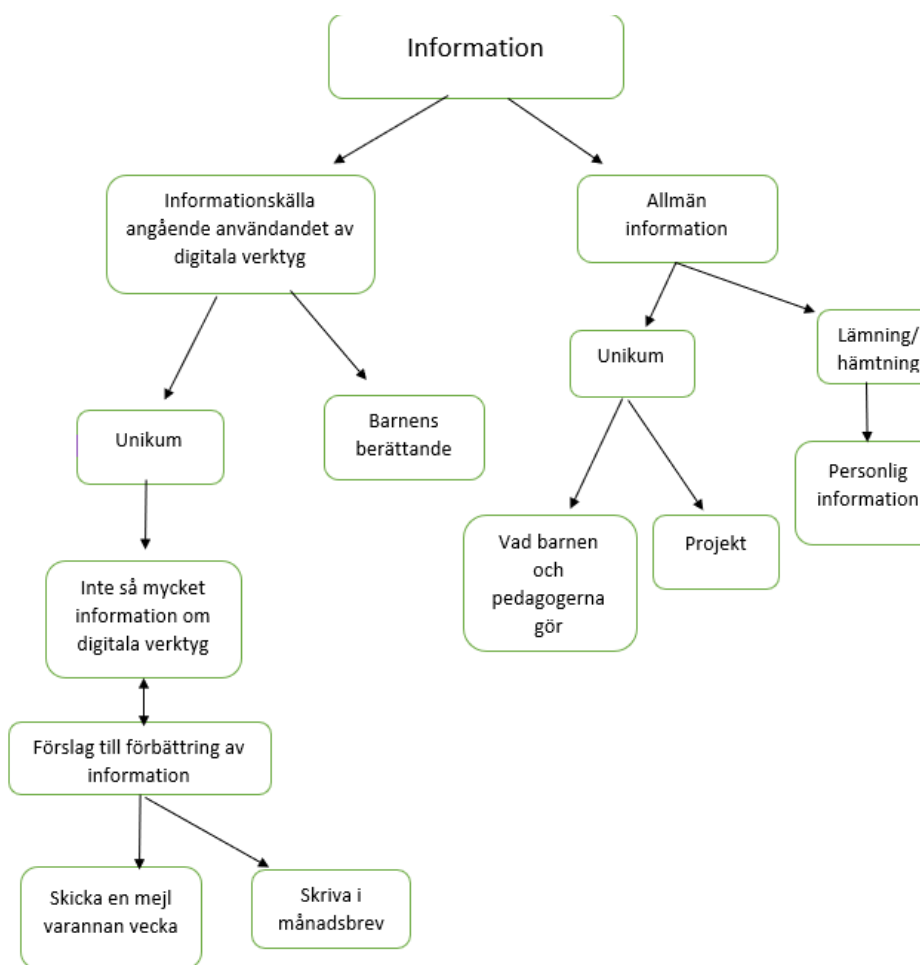 Information
Informationskälla
angående användandet av
digitala verktyg
Allmän
information
Unikum
Lämning/
hämtning
Unikum
Barnens
berättande
Personlig
information
Vad barnen
och
pedagogerna
gör
Projekt
Inte så mycket
information om
digitala verktyg
Förslag till förbättring av
information
Skicka en mejl
varannan vecka
Skriva i
månadsbrev